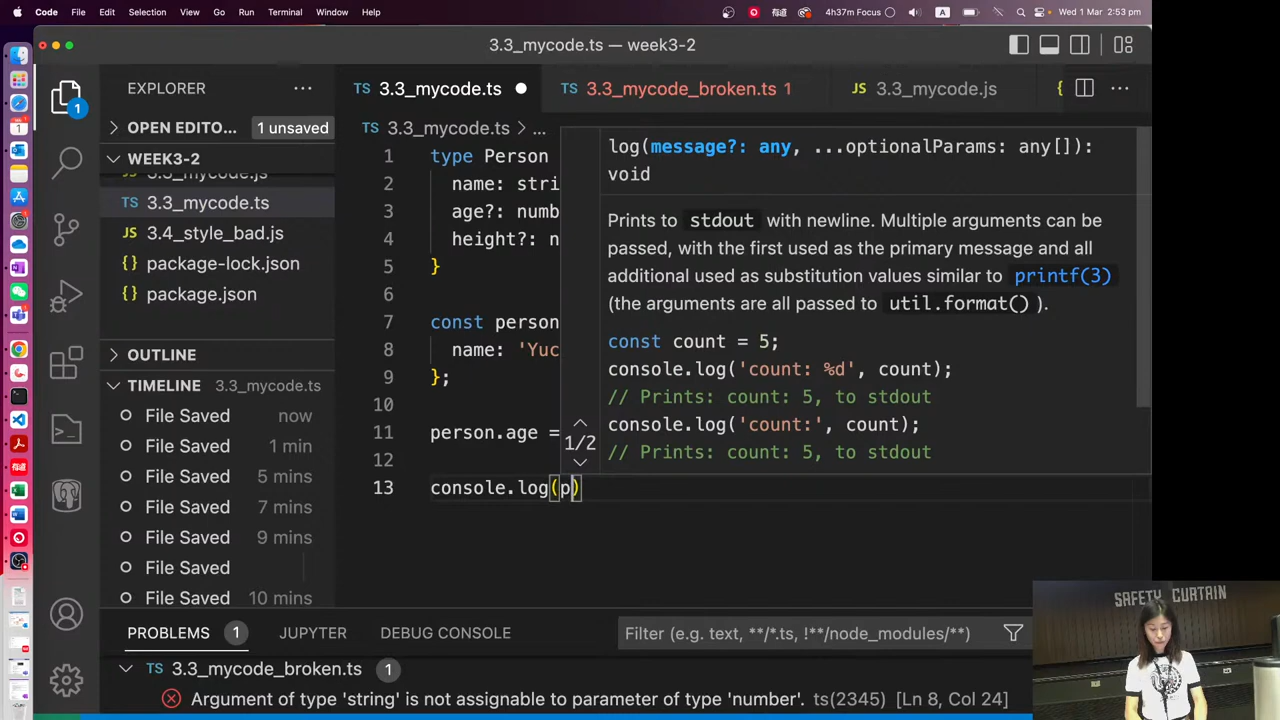 Code File Edit Selection View Go Run Terminal Window Help 4h37m Focus A Wed 1 Mar 2:53 pm
3.3_mycode.ts — week3-2
EXPLORER
TS 3.3_mycode.ts
TS 3.3_mycode_broken.ts 1
JS 3.3_mycode.js
1
OPEN EDITO... 1 unsaved
TS 3.3_mycode.ts > ...
WEEK3-2
JS 3.3_mycode.js
TS 3.3_mycode.ts
JS 3.4_style_bad.js
{} package-lock.json
{} package.json
OUTLINE
TIMELINE 3.3_mycode.ts
File Saved now
File Saved 1 min
File Saved 5 mins
File Saved 7 mins
File Saved 9 mins
File Saved
File Saved 10 mins
1 type Person
2 name: stri
3 age?: numb
4 height?: n
5 }
6
7 const person
8 name: 'Yuc
9 };
10
11 person.age =
12
13 console.log(p)
log(message?: any, ...optionalParams: any[]):
void
Prints to stdout with newline. Multiple arguments can be
passed, with the first used as the primary message and all
additional used as substitution values similar to printf(3)
(the arguments are all passed to util.format() ).
const count = 5;
console.log('count: %d', count);
// Prints: count: 5, to stdout
console.log('count:', count);
// Prints: count: 5, to stdout
1/2
PROBLEMS 1 JUPYTER DEBUG CONSOLE Filter (e.g. text, **/*.ts, !**/node_modules/**)
TS 3.3_mycode_broken.ts 1
Argument of type 'string' is not assignable to parameter of type 'number'. ts(2345) [Ln 8, Col 24]
SAFETY CURTAIN